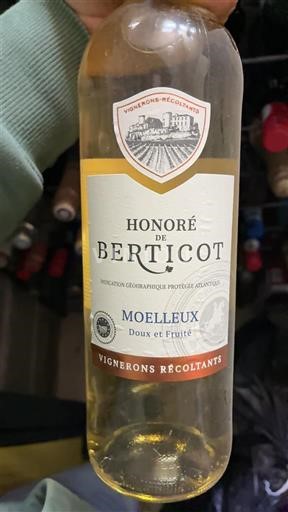 VIGNERONS-RÉCOLTANTS
HONORÉ
DE
BERTICOT
INDICATION GÉOGRAPHIQUE PROTÉGÉE ATLANTIQUE
MOELLEUX
Doux et Fruité
VIGNERONS RÉCOLTANTS